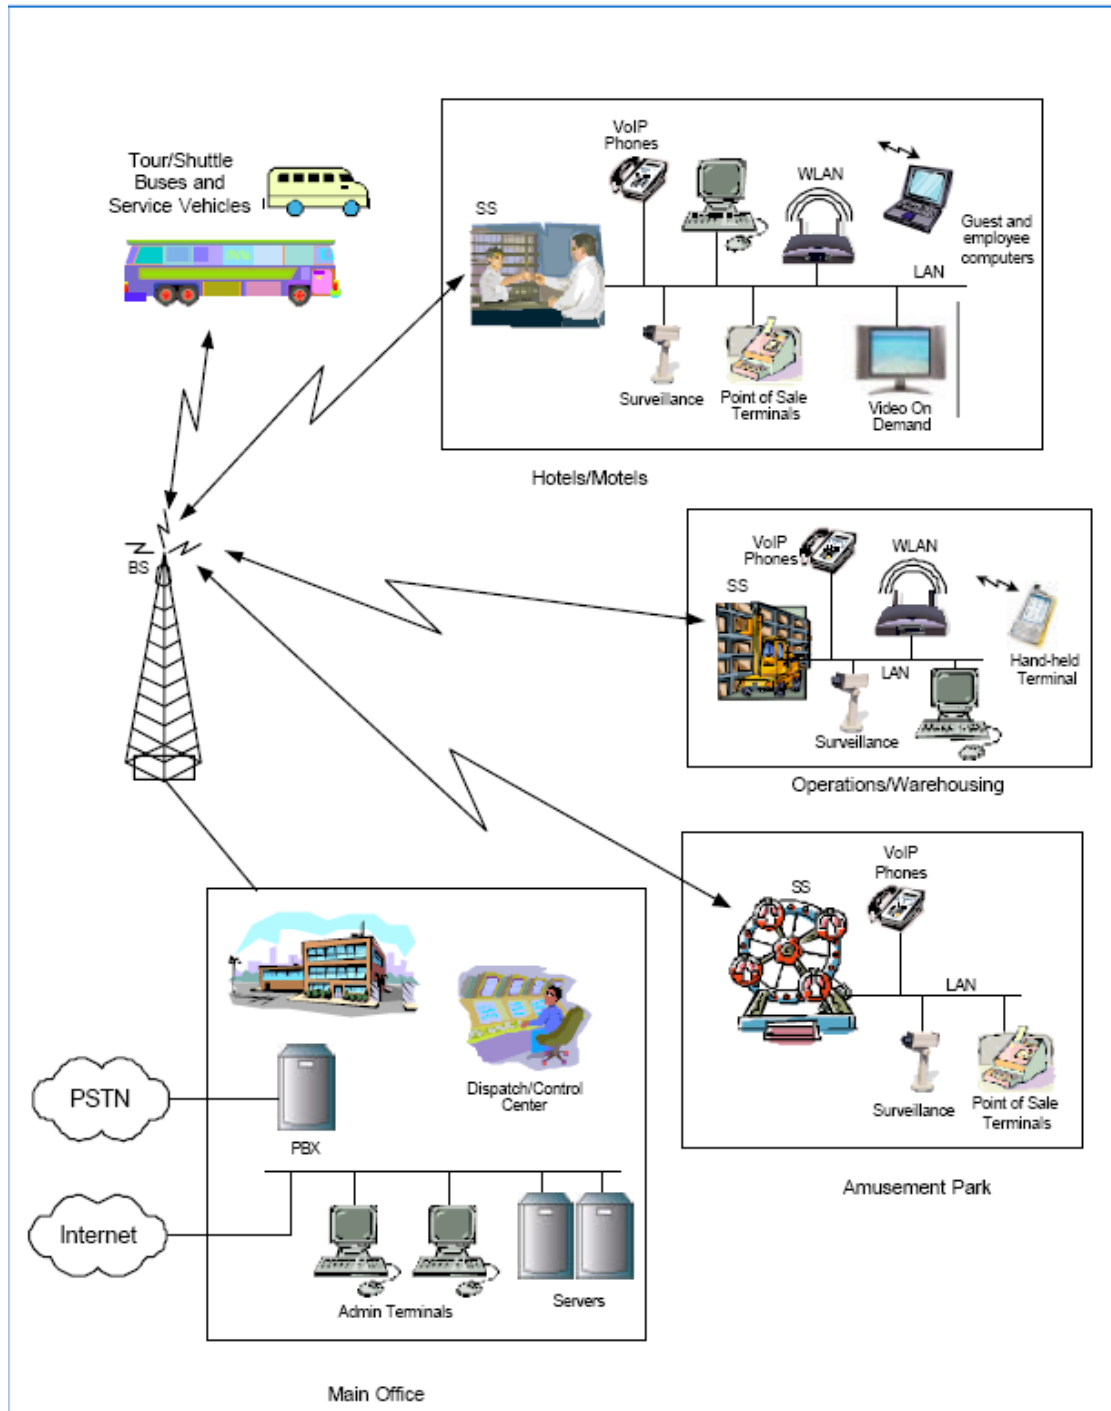 Tour/Shuttle
Buses and
Service Vehicles
VoIP
Phones
WLAN
SS
Guest and
employee
computers
LAN
Surveillance
Point of Sale
Terminals
Video On
Demand
Hotels/Motels
BS
VoIP
Phones
WLAN
SS
LAN
Hand-held
Terminal
Surveillance
Operations/Warehousing
VoIP
Phones
SS
LAN
Surveillance
Point of Sale
Terminals
Amusement Park
Dispatch/Control
Center
PSTN
PBX
Internet
Admin Terminals
Servers
Main Office